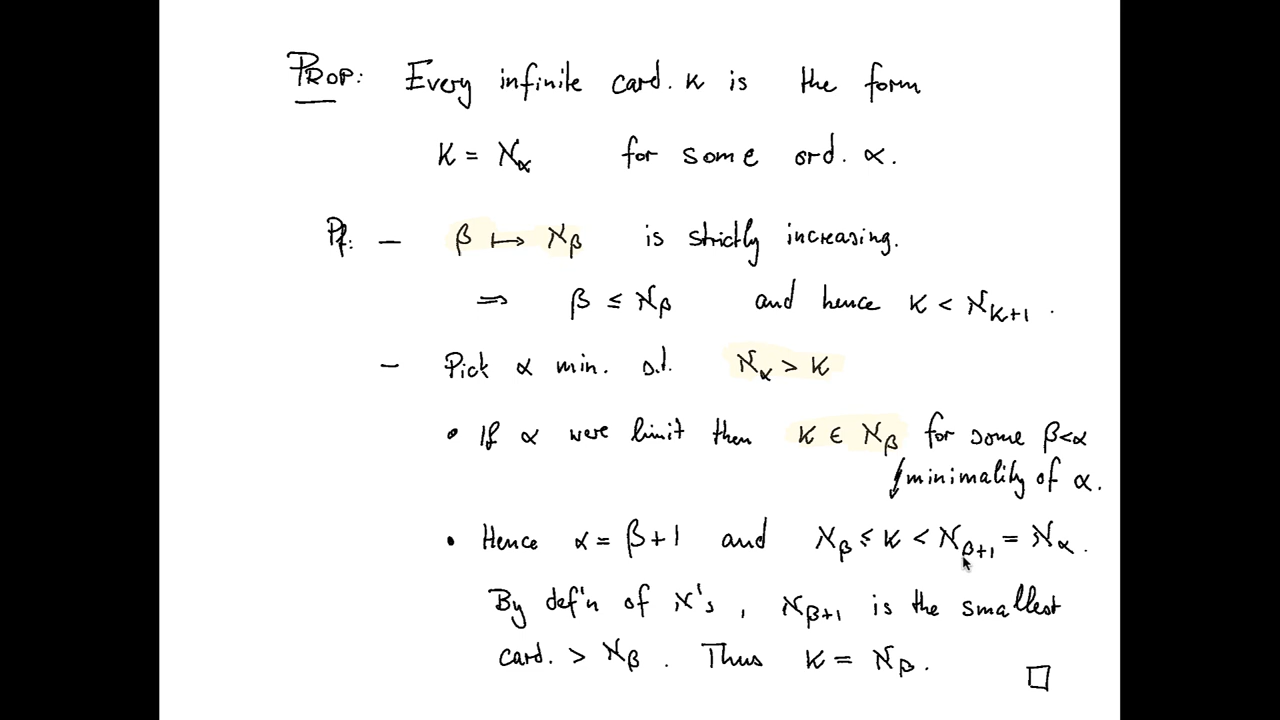 PROP: Every infinite card. κ is the form
κ = ℵ_α for some ord. α.
Pf: — β ↦ ℵ_β is strictly increasing.
⇒ β ≤ ℵ_β and hence κ < ℵ_{κ+1}.
— Pick α min. s.t. ℵ_α > κ
• If α were limit then κ ∈ ℵ_β for some β<α
↯ minimality of α.
• Hence α = β+1 and ℵ_β ≤ κ < ℵ_{β+1} = ℵ_α.
By def'n of ℵ's, ℵ_{β+1} is the smallest
card. > ℵ_β. Thus κ = ℵ_β. □